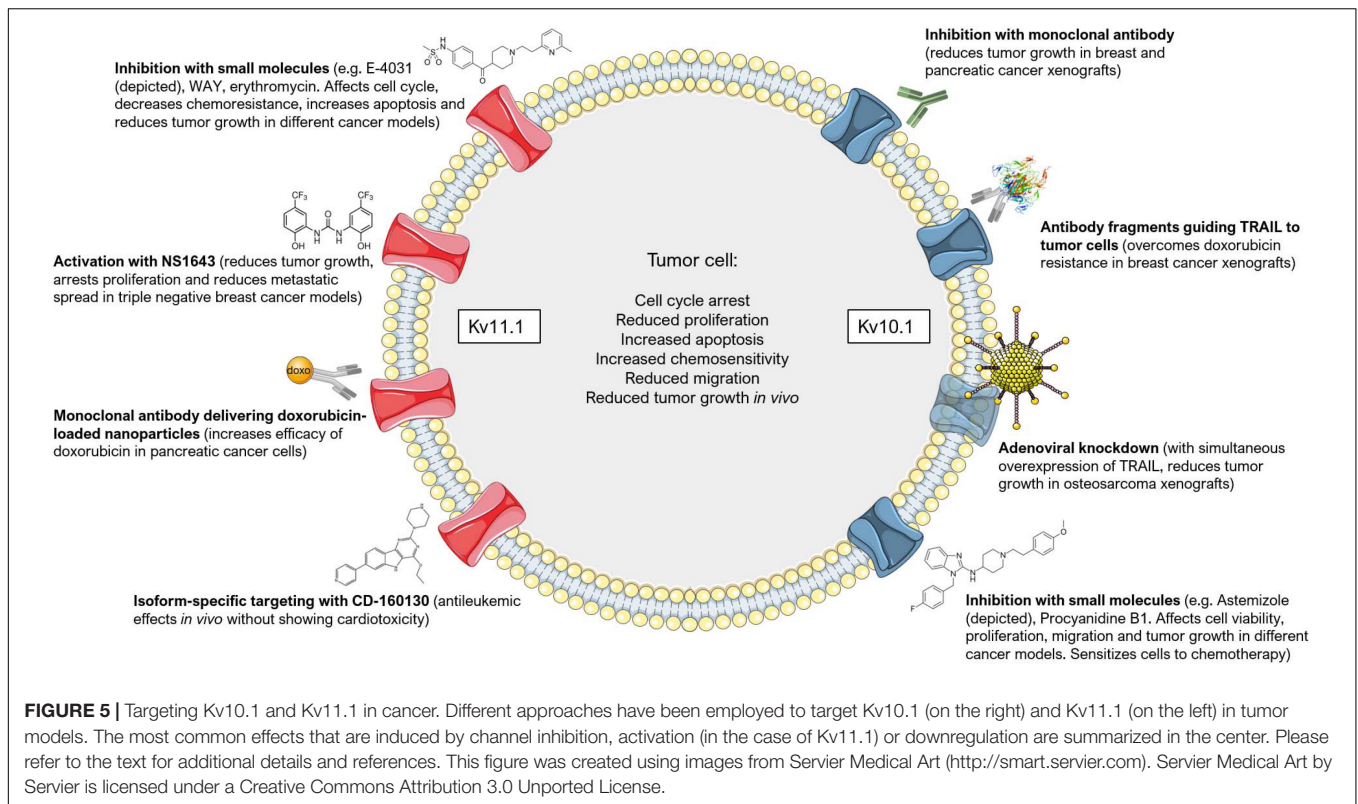 Inhibition with small molecules (e.g. E-4031
(depicted), WAY, erythromycin. Affects cell cycle,
decreases chemoresistance, increases apoptosis and
reduces tumor growth in different cancer models)
H
N
S
O
O
O
N
N
Inhibition with monoclonal antibody
(reduces tumor growth in breast and
pancreatic cancer xenografts)
CF3
CF3
O
N
H
N
H
OH
OH
Activation with NS1643 (reduces tumor growth,
arrests proliferation and reduces metastatic
spread in triple negative breast cancer models)
Antibody fragments guiding TRAIL to
tumor cells (overcomes doxorubicin
resistance in breast cancer xenografts)
Tumor cell:
Cell cycle arrest
Reduced proliferation
Increased apoptosis
Increased chemosensitivity
Reduced migration
Reduced tumor growth in vivo
Kv11.1
Kv10.1
doxo
Monoclonal antibody delivering doxorubicin-
loaded nanoparticles (increases efficacy of
doxorubicin in pancreatic cancer cells)
Adenoviral knockdown (with simultaneous
overexpression of TRAIL, reduces tumor
growth in osteosarcoma xenografts)
Isoform-specific targeting with CD-160130 (antileukemic
effects in vivo without showing cardiotoxicity)
N
N
N
H
N
O
F
Inhibition with small molecules (e.g. Astemizole
(depicted), Procyanidine B1. Affects cell viability,
proliferation, migration and tumor growth in different
cancer models. Sensitizes cells to chemotherapy)
FIGURE 5 | Targeting Kv10.1 and Kv11.1 in cancer. Different approaches have been employed to target Kv10.1 (on the right) and Kv11.1 (on the left) in tumor
models. The most common effects that are induced by channel inhibition, activation (in the case of Kv11.1) or downregulation are summarized in the center. Please
refer to the text for additional details and references. This figure was created using images from Servier Medical Art (http://smart.servier.com). Servier Medical Art by
Servier is licensed under a Creative Commons Attribution 3.0 Unported License.